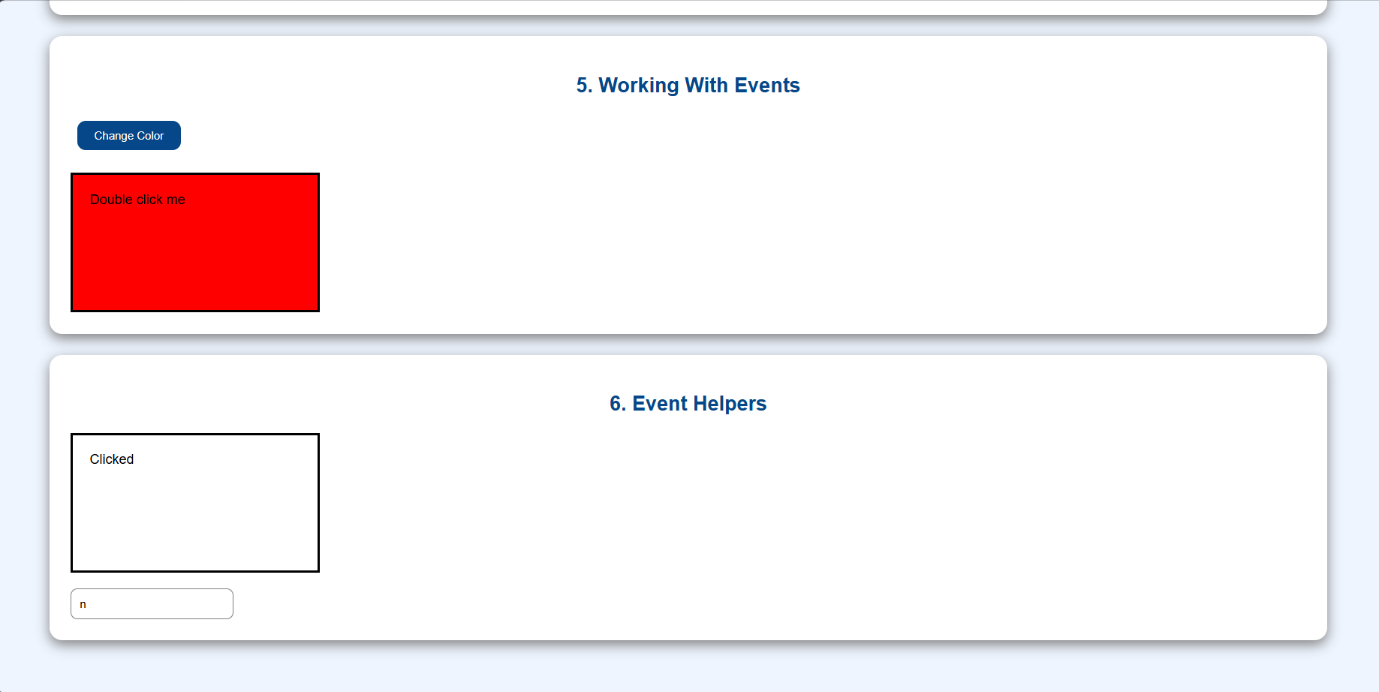 5. Working With Events
Change Color
Double click me
6. Event Helpers
Clicked
n